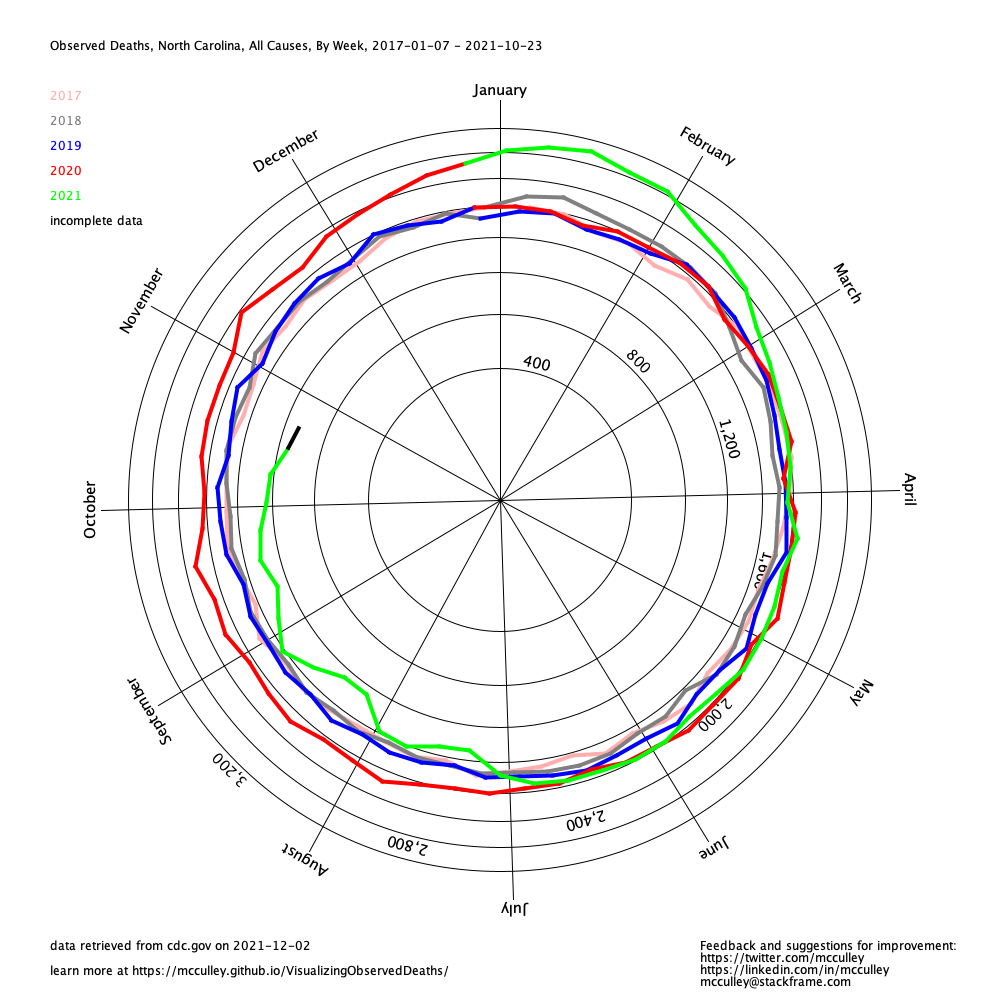 Observed Deaths, North Carolina, All Causes, By Week, 2017-01-07 - 2021-10-23
2017
2018
2019
2020
2021
incomplete data
January
February
March
April
May
June
July
August
September
October
November
December
400
800
1,200
1,600
2,000
2,400
2,800
3,200
data retrieved from cdc.gov on 2021-12-02
learn more at https://mcculley.github.io/VisualizingObservedDeaths/
Feedback and suggestions for improvement:
https://twitter.com/mcculley
https://linkedin.com/in/mcculley
mcculley@stackframe.com